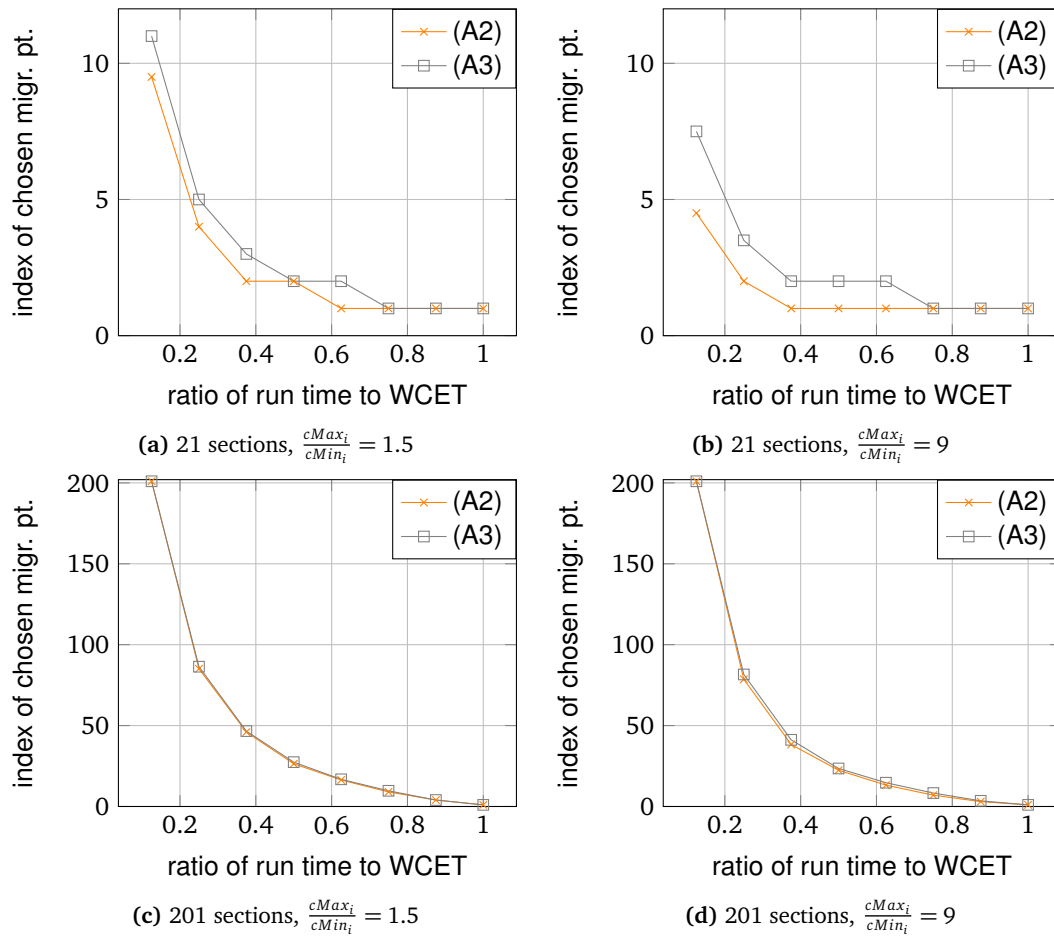 (A2)
(A3)
index of chosen migr. pt.
10
5
0
0.2 0.4 0.6 0.8 1
ratio of run time to WCET
(a) 21 sections, cMax_i/cMin_i = 1.5
(A2)
(A3)
index of chosen migr. pt.
10
5
0
0.2 0.4 0.6 0.8 1
ratio of run time to WCET
(b) 21 sections, cMax_i/cMin_i = 9
(A2)
(A3)
index of chosen migr. pt.
200
150
100
50
0
0.2 0.4 0.6 0.8 1
ratio of run time to WCET
(c) 201 sections, cMax_i/cMin_i = 1.5
(A2)
(A3)
index of chosen migr. pt.
200
150
100
50
0
0.2 0.4 0.6 0.8 1
ratio of run time to WCET
(d) 201 sections, cMax_i/cMin_i = 9